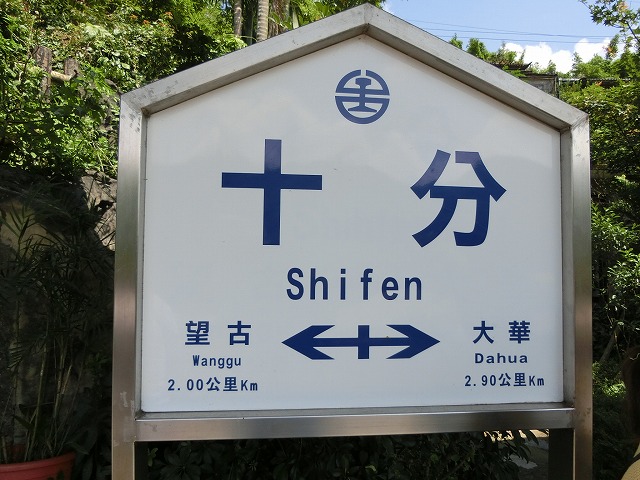 十分
Shifen
望古
Wanggu
2.00公里Km
大華
Dahua
2.90公里Km